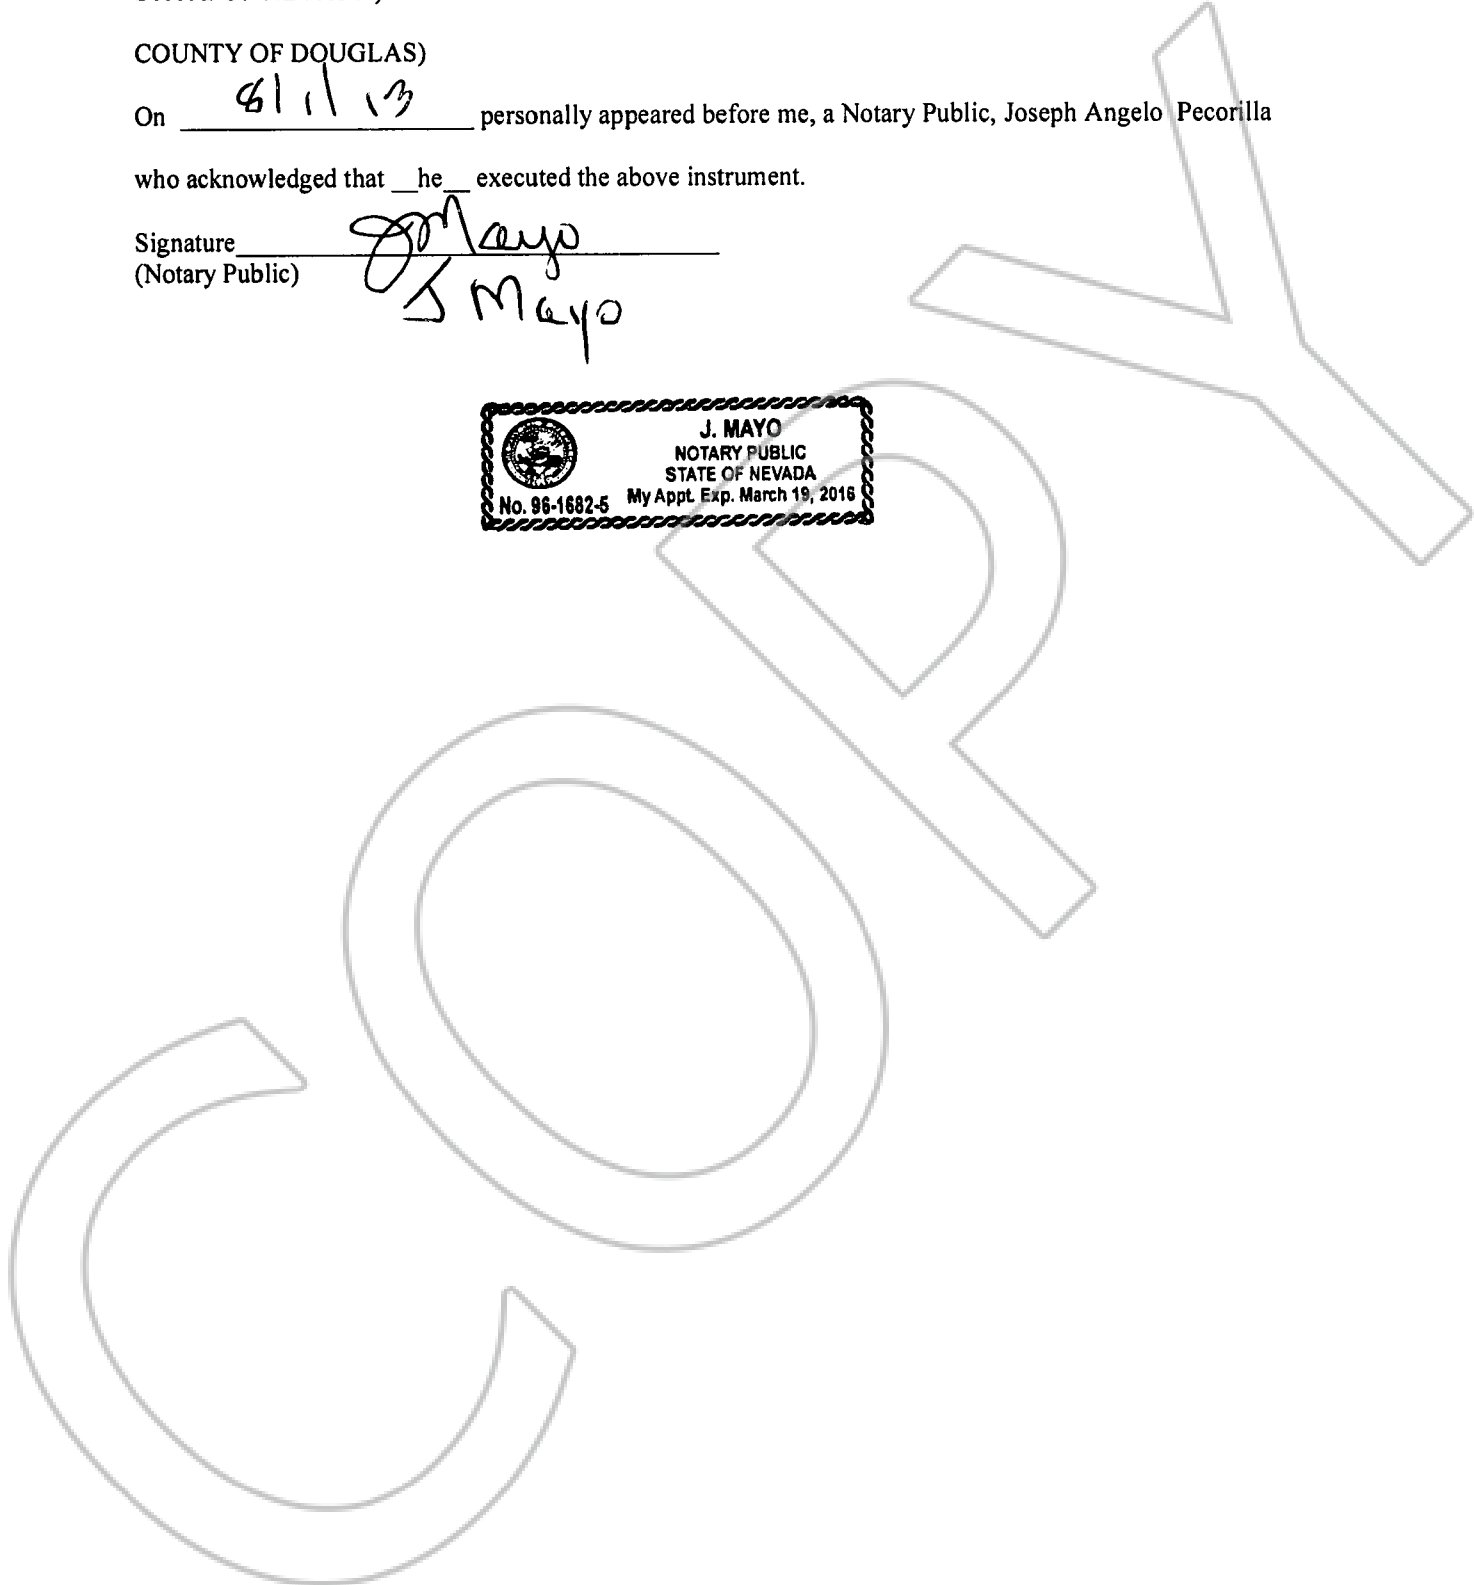 COUNTY OF DOUGLAS)
On 8/1/13 personally appeared before me, a Notary Public, Joseph Angelo Pecorilla
who acknowledged that __he__ executed the above instrument.
Signature
(Notary Public)
J Mayo
J Mayo
J. MAYO
NOTARY PUBLIC
STATE OF NEVADA
No. 96-1682-5 My Appt. Exp. March 19, 2016
COPY